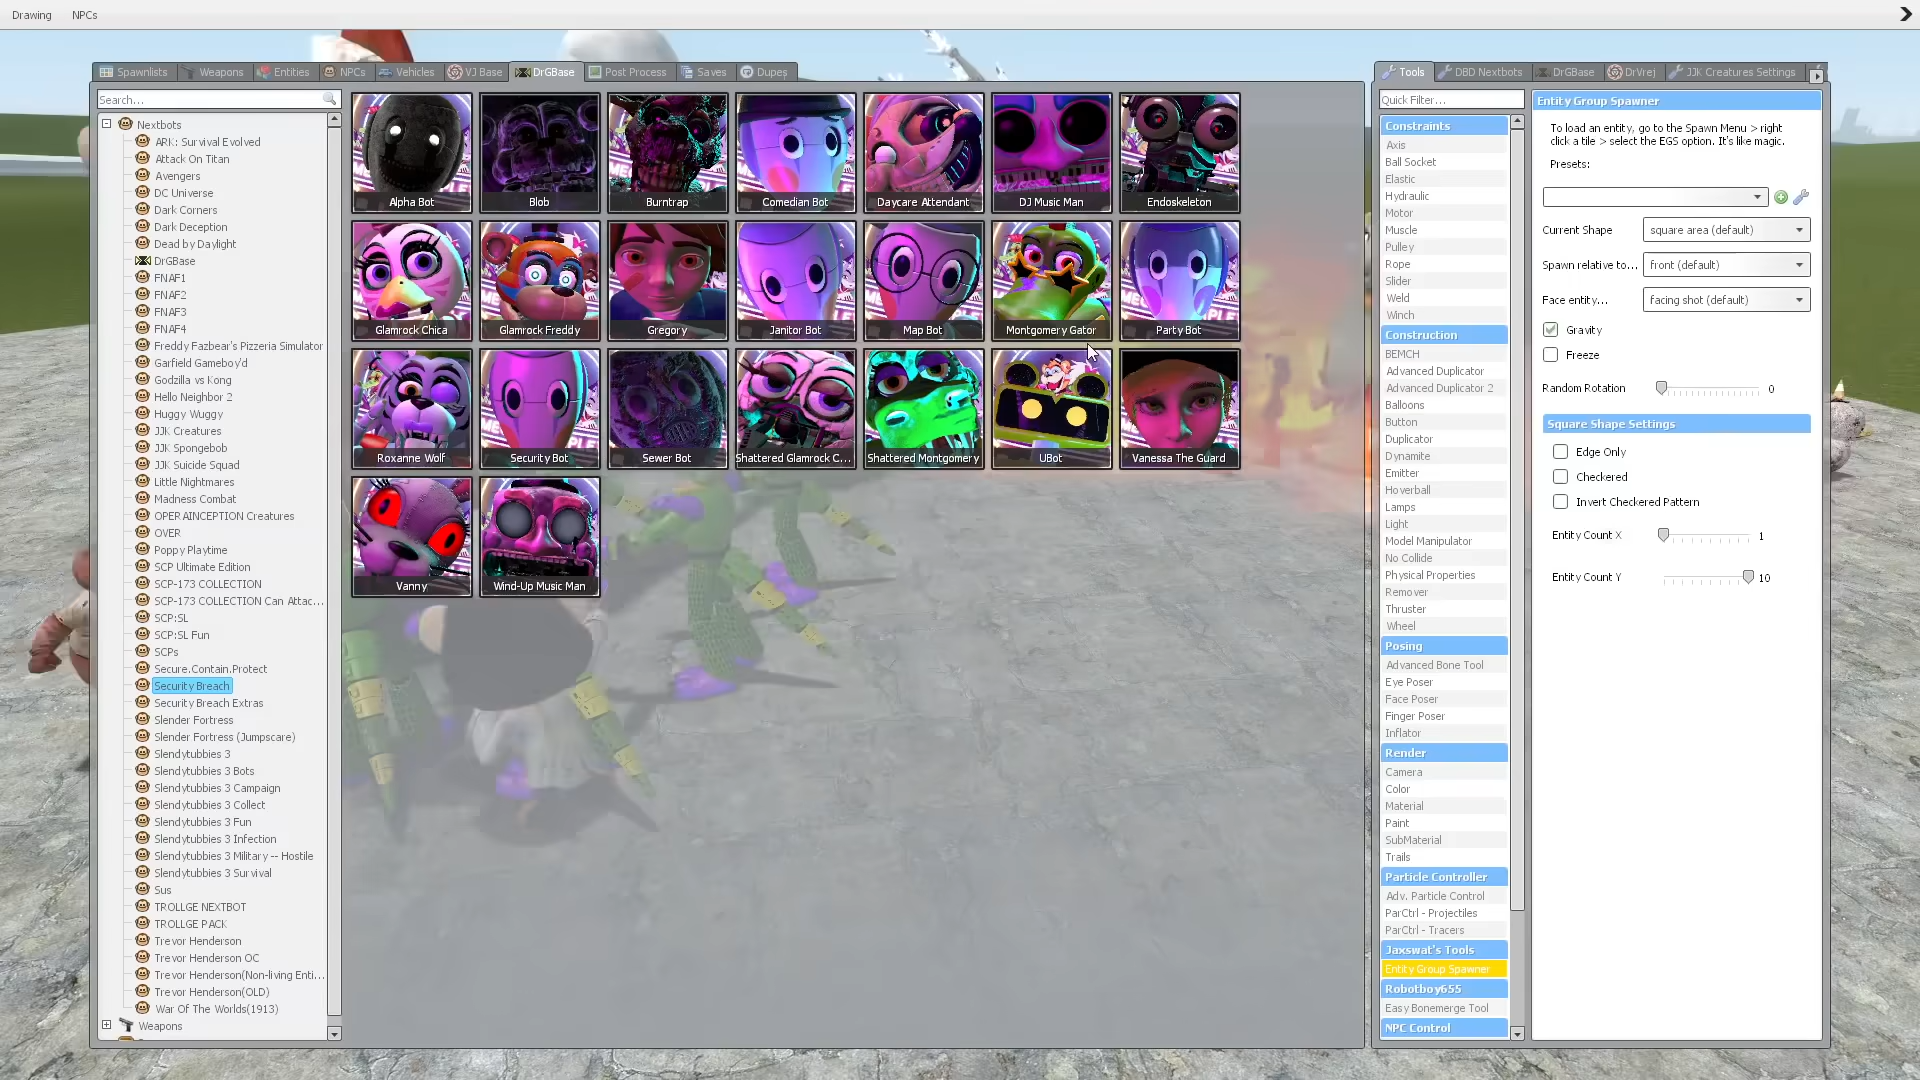 Drawing NPCs
Spawnlists Weapons Entities NPCs Vehicles VJ Base DrGBase Post Process Saves Dupes
Search...
Nextbots
ARK: Survival Evolved
Attack On Titan
Avengers
DC Universe
Dark Corners
Dark Deception
Dead by Daylight
DrGBase
FNAF1
FNAF2
FNAF3
FNAF4
Freddy Fazbear's Pizzeria Simulator
Garfield Gameboy'd
Godzilla vs Kong
Hello Neighbor 2
Huggy Wuggy
JJK Creatures
JJK Spongebob
JJK Suicide Squad
Little Nightmares
Madness Combat
OPERAINCEPTION Creatures
OVER
Poppy Playtime
SCP Ultimate Edition
SCP-173 COLLECTION
SCP-173 COLLECTION Can Attac...
SCP:SL
SCP:SL Fun
SCPs
Secure.Contain.Protect
Security Breach
Security Breach Extras
Slender Fortress
Slender Fortress (Jumpscare)
Slendytubbies 3
Slendytubbies 3 Bots
Slendytubbies 3 Campaign
Slendytubbies 3 Collect
Slendytubbies 3 Fun
Slendytubbies 3 Infection
Slendytubbies 3 Military -- Hostile
Slendytubbies 3 Survival
Sus
TROLLGE NEXTBOT
TROLLGE PACK
Trevor Henderson
Trevor Henderson OC
Trevor Henderson(Non-living Enti...
Trevor Henderson(OLD)
War Of The Worlds(1913)
Weapons
Alpha Bot Blob Burntrap Comedian Bot Daycare Attendant DJ Music Man Endoskeleton
Glamrock Chica Glamrock Freddy Gregory Janitor Bot Map Bot Montgomery Gator Party Bot
Roxanne Wolf Security Bot Sewer Bot Shattered Glamrock C... Shattered Montgomery UBot Vanessa The Guard
Vanny Wind-Up Music Man
Tools DBD Nextbots DrGBase DrVrej JJK Creatures Settings
Quick Filter...
Constraints
Axis
Ball Socket
Elastic
Hydraulic
Motor
Muscle
Pulley
Rope
Slider
Weld
Winch
Construction
BEMCH
Advanced Duplicator
Advanced Duplicator 2
Balloons
Button
Duplicator
Dynamite
Emitter
Hoverball
Lamps
Light
Model Manipulator
No Collide
Physical Properties
Remover
Thruster
Wheel
Posing
Advanced Bone Tool
Eye Poser
Face Poser
Finger Poser
Inflator
Render
Camera
Color
Material
Paint
SubMaterial
Trails
Particle Controller
Adv. Particle Control
ParCtrl - Projectiles
ParCtrl - Tracers
Jaxswat's Tools
Entity Group Spawner
Robotboy655
Easy Bonemerge Tool
NPC Control
Entity Group Spawner
To load an entity, go to the Spawn Menu > right
click a tile > select the EGS option. It's like magic.
Presets:
Current Shape square area (default)
Spawn relative to... front (default)
Face entity... facing shot (default)
Gravity
Freeze
Random Rotation 0
Square Shape Settings
Edge Only
Checkered
Invert Checkered Pattern
Entity Count X 1
Entity Count Y 10